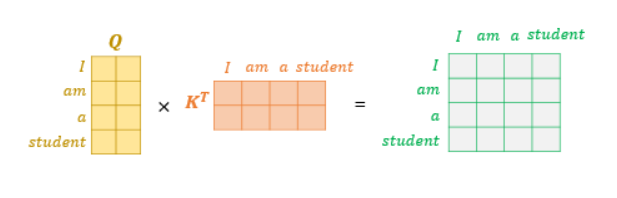 Q
I
am
a
student
×
K^T
I am a student
=
I am a student
I
am
a
student